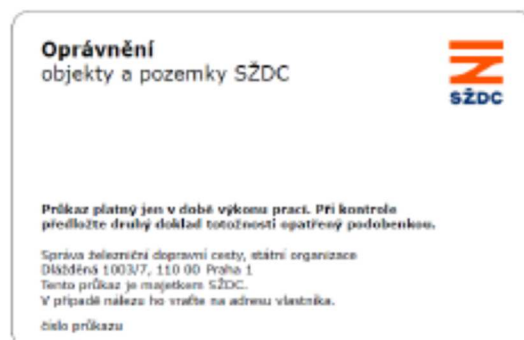 Oprávnění
objekty a pozemky SŽDC
SŽDC
Průkaz platný jen v době výkonu prací. Při kontrole
předložte druhý doklad totožnosti opatřený podobenkou.
Správa železniční dopravní cesty, státní organizace
Dlážděná 1003/7, 110 00 Praha 1
Tento průkaz je majetkem SŽDC.
V případě nálezu ho vraťte na adresu vlastníka.
číslo průkazu